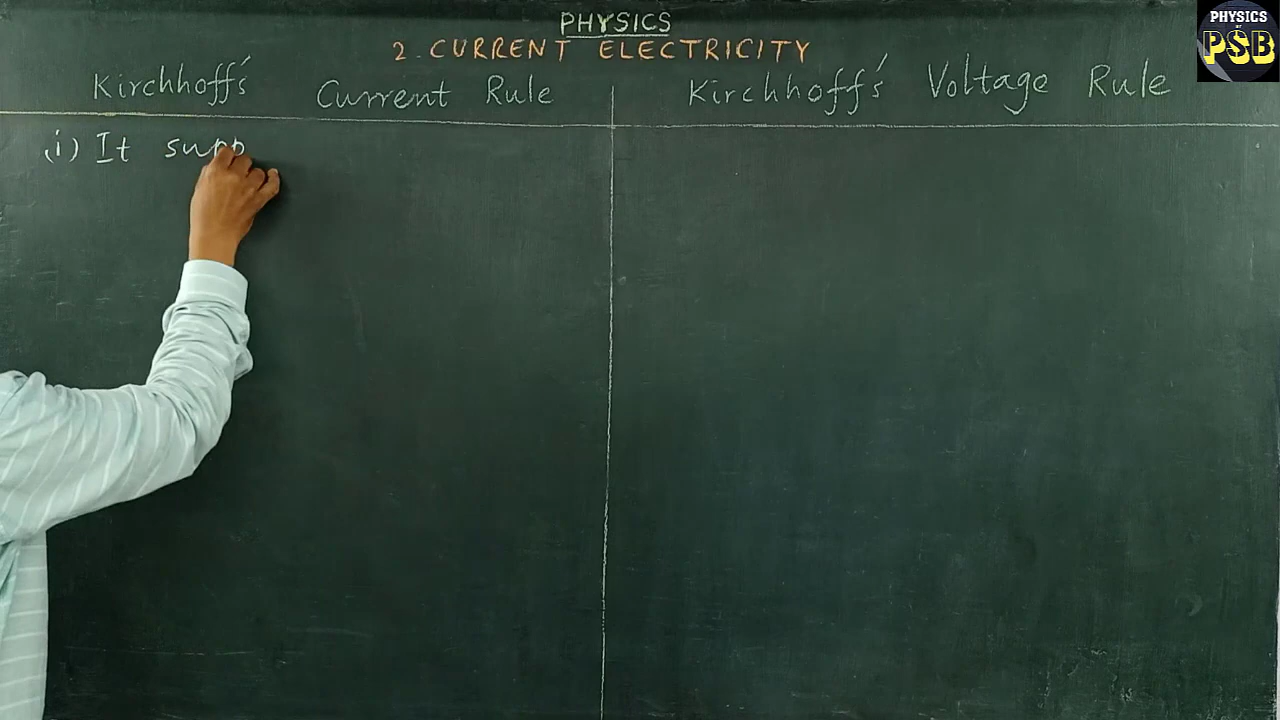 PHYSICS
2. CURRENT ELECTRICITY
Kirchhoff's Current Rule
Kirchhoff's Voltage Rule
(i) It supp
PHYSICS
PSB